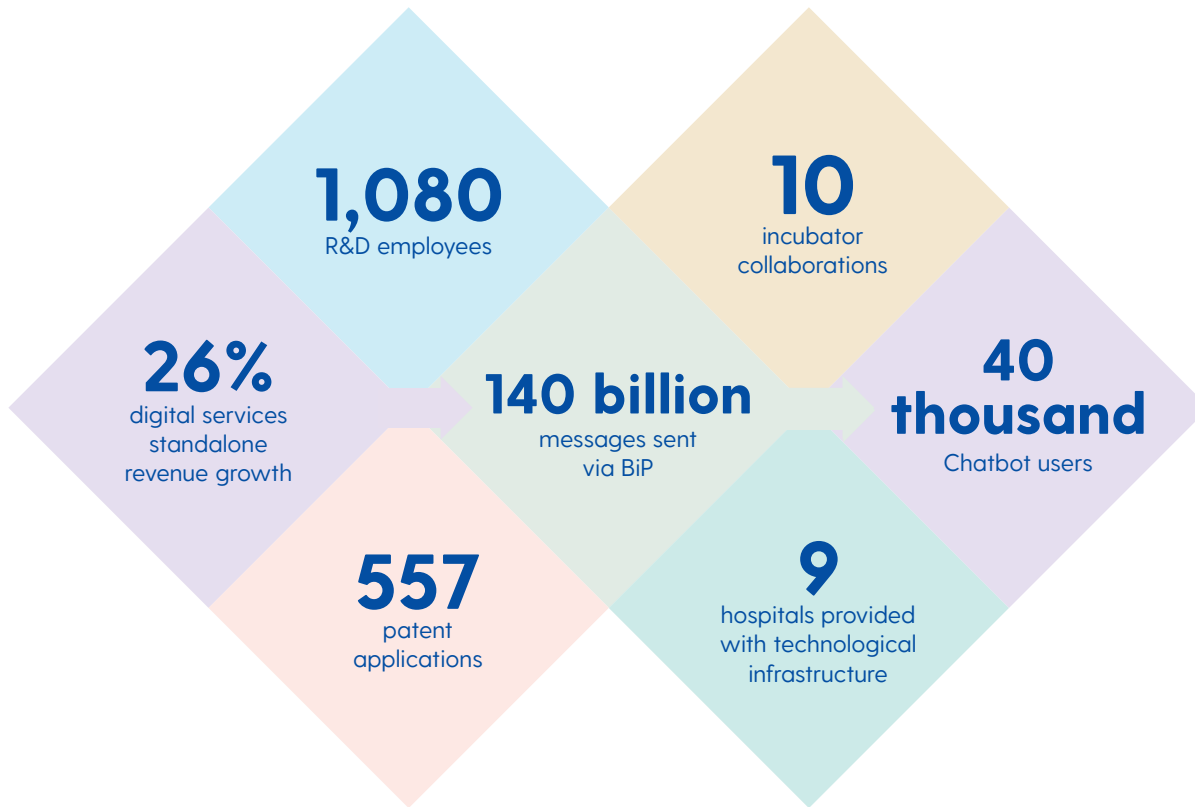 1,080
R&D employees
10
incubator
collaborations
26%
digital services
standalone
revenue growth
140 billion
messages sent
via BiP
40
thousand
Chatbot users
557
patent
applications
9
hospitals provided
with technological
infrastructure